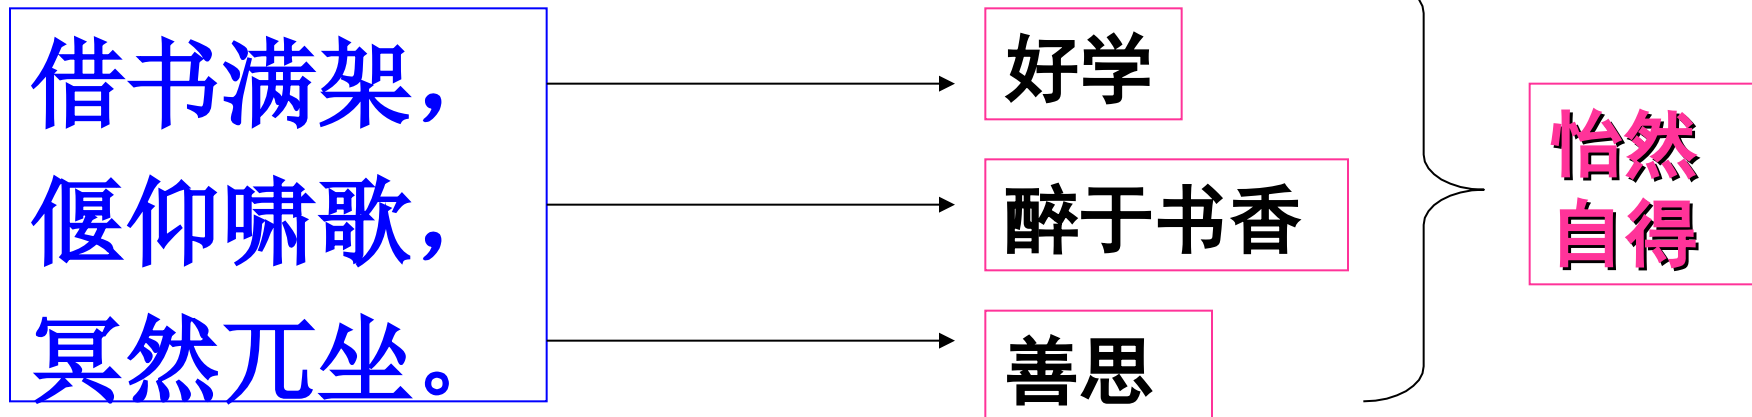 借书满架，
偃仰啸歌，
冥然兀坐。
好学
醉于书香
善思
怡然
自得